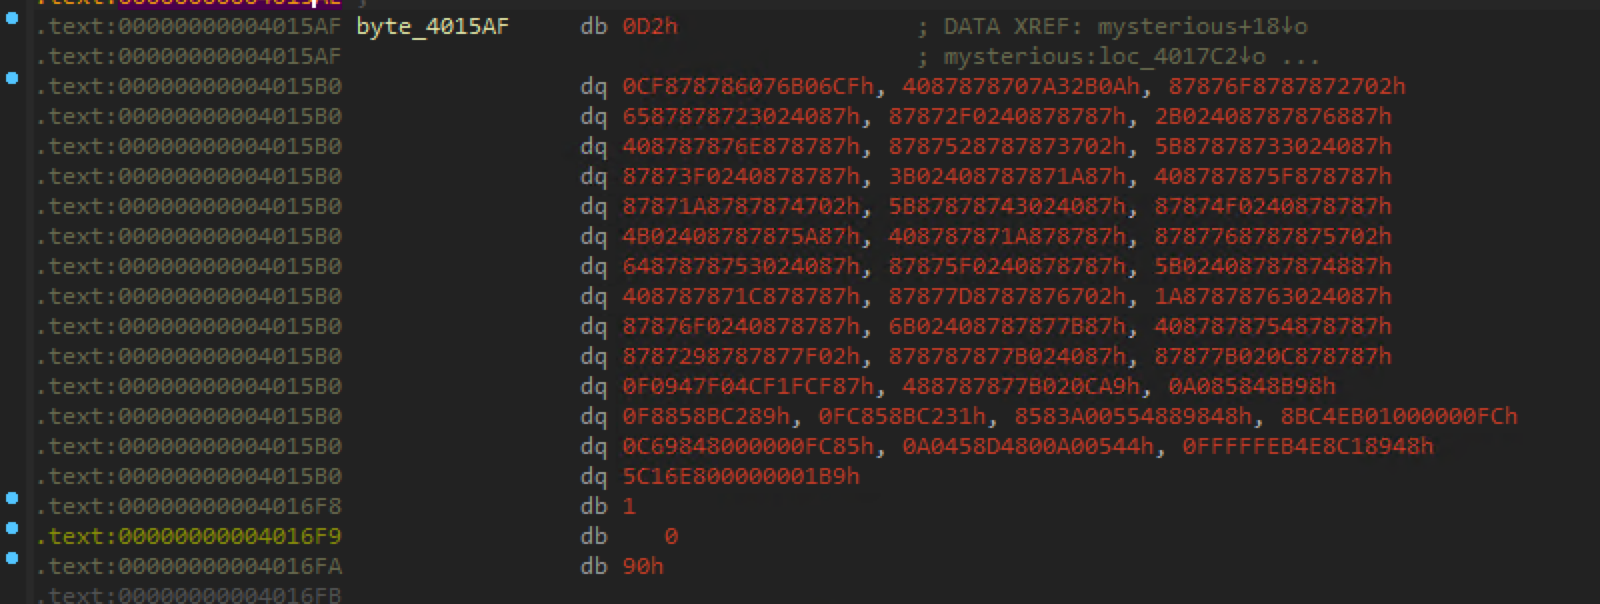 .text:00000000004015AF byte_4015AF db 0D2h ; DATA XREF: mysterious+18↓o
.text:00000000004015AF ; mysterious:loc_4017C2↓o ...
.text:00000000004015B0 dq 0CF878786076B06CFh, 4087878707A32B0Ah, 87876F8787872702h
.text:00000000004015B0 dq 6587878723024087h, 87872F0240878787h, 2B02408787876887h
.text:00000000004015B0 dq 408787876E878787h, 8787528787873702h, 5B87878733024087h
.text:00000000004015B0 dq 87873F0240878787h, 3B02408787871A87h, 408787875F878787h
.text:00000000004015B0 dq 87871A8787874702h, 5B87878743024087h, 87874F0240878787h
.text:00000000004015B0 dq 4B02408787875A87h, 408787871A878787h, 8787768787875702h
.text:00000000004015B0 dq 6487878753024087h, 87875F0240878787h, 5B02408787874887h
.text:00000000004015B0 dq 408787871C878787h, 87877D8787876702h, 1A87878763024087h
.text:00000000004015B0 dq 87876F0240878787h, 6B02408787877B87h, 4087878754878787h
.text:00000000004015B0 dq 8787298787877F02h, 878787877B024087h, 87877B020C878787h
.text:00000000004015B0 dq 0F0947F04CF1FCF87h, 488787877B020CA9h, 0A085848B98h
.text:00000000004015B0 dq 0F8858BC289h, 0FC858BC231h, 8583A00554889848h, 8BC4EB01000000FCh
.text:00000000004015B0 dq 0C69848000000FC85h, 0A0458D4800A00544h, 0FFFFFEB4E8C18948h
.text:00000000004015B0 dq 5C16E800000001B9h
.text:00000000004016F8 db 1
.text:00000000004016F9 db 0
.text:00000000004016FA db 90h
.text:00000000004016FB